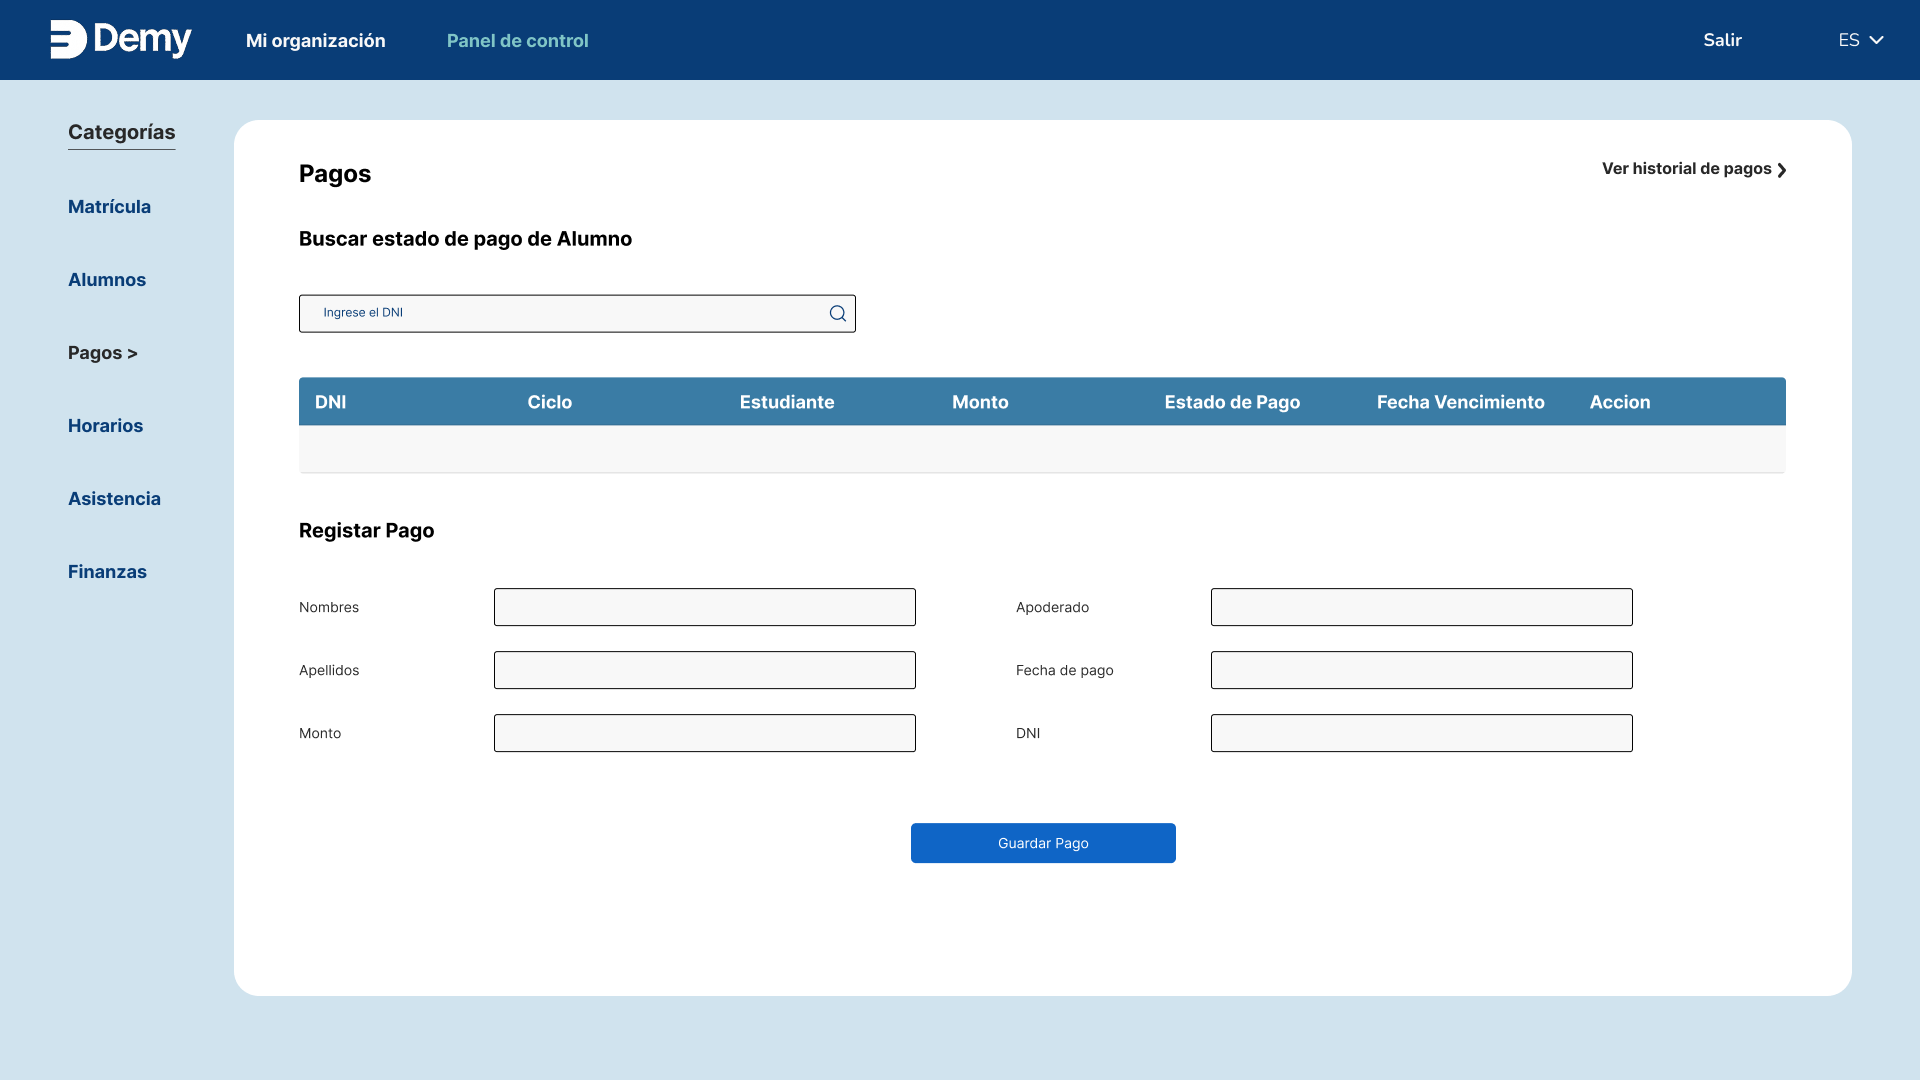 Demy
Mi organización
Panel de control
Salir
ES
Categorías
Matrícula
Alumnos
Pagos >
Horarios
Asistencia
Finanzas
Pagos
Ver historial de pagos
Buscar estado de pago de Alumno
Ingrese el DNI
DNI Ciclo Estudiante Monto Estado de Pago Fecha Vencimiento Accion
Registar Pago
Nombres
Apoderado
Apellidos
Fecha de pago
Monto
DNI
Guardar Pago